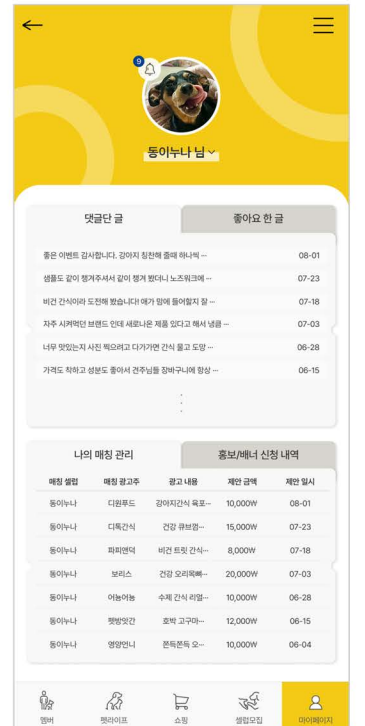 9
동이누나 님
댓글단 글 좋아요 한 글
좋은 이벤트 감사합니다. 강아지 칭찬해 줄때 하나씩 ··· 08-01
샘플도 같이 챙겨주셔서 같이 챙겨 봤더니 노즈워크에 ··· 07-23
비건 간식이라 도전해 봤습니다! 애가 맘에 들어할지 잘 ··· 07-18
자주 시켜먹던 브랜드 인데 새로나온 제품 있다고 해서 냉큼 ··· 07-03
너무 맛있는지 사진 찍으려고 다가가면 간식 물고 도망 ··· 06-28
가격도 착하고 성분도 좋아서 견주님들 장바구니에 항상 ··· 06-15
나의 매칭 관리 홍보/배너 신청 내역
매칭 셀럽 매칭 광고주 광고 내용 제안 금액 제안 일시
동이누나 디원푸드 강아지간식 육포··· 10,000₩ 08-01
동이누나 디톡간식 건강 큐브껌··· 15,000₩ 07-23
동이누나 파피앤덕 비건 트릿 간식··· 8,000₩ 07-18
동이누나 보리스 건강 오리목뼈··· 20,000₩ 07-03
동이누나 어농어농 수제 간식 리얼··· 10,000₩ 06-28
동이누나 펫방앗간 호박 고구마··· 12,000₩ 06-15
동이누나 영양언니 쫀득쫀득 오··· 10,000₩ 06-04
멤버 펫라이프 쇼핑 셀럽모집 마이페이지